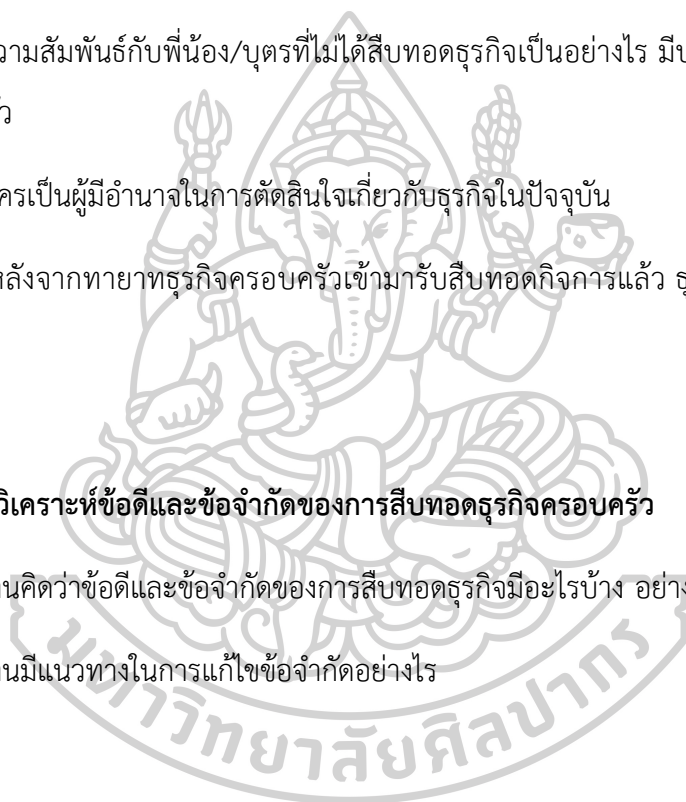 วามสัมพันธ์กับพี่น้อง/บุตรที่ไม่ได้สืบทอดธุรกิจเป็นอย่างไร
ครเป็นผู้มีอำนาจในการตัดสินใจเกี่ยวกับธุรกิจในปัจจุบัน
หลังจากทายาทธุรกิจครอบครัวเข้ามารับสืบทอดกิจการแล้ว
วิเคราะห์ข้อดีและข้อจำกัดของการสืบทอดธุรกิจครอบครัว
านคิดว่าข้อดีและข้อจำกัดของการสืบทอดธุรกิจมีอะไรบ้าง อย่าง
านมีแนวทางในการแก้ไขข้อจำกัดอย่างไร
มหาวิทยาลัยศิลปากร